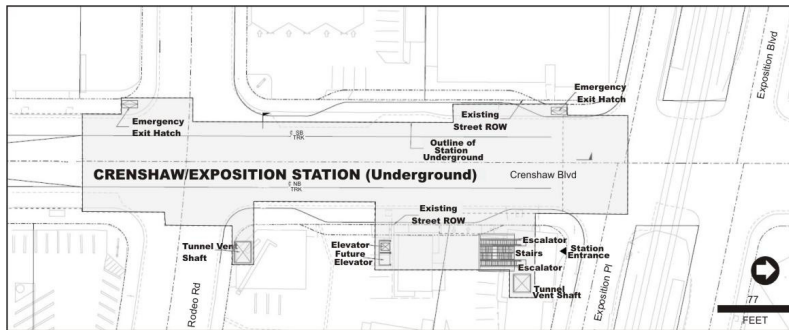 Emergency
Exit Hatch
Emergency
Exit Hatch
Existing
Street ROW
SB
TRK
Outline of
Station
Underground
CRENSHAW/EXPOSITION STATION (Underground)
Crenshaw Blvd
NB
TRK
Existing
Street ROW
Tunnel Vent
Shaft
Elevator
Future
Elevator
Escalator
Stairs
Escalator
Station
Entrance
Tunnel
Vent Shaft
Rodeo Rd
Exposition Pl
Exposition Blvd
77
FEET